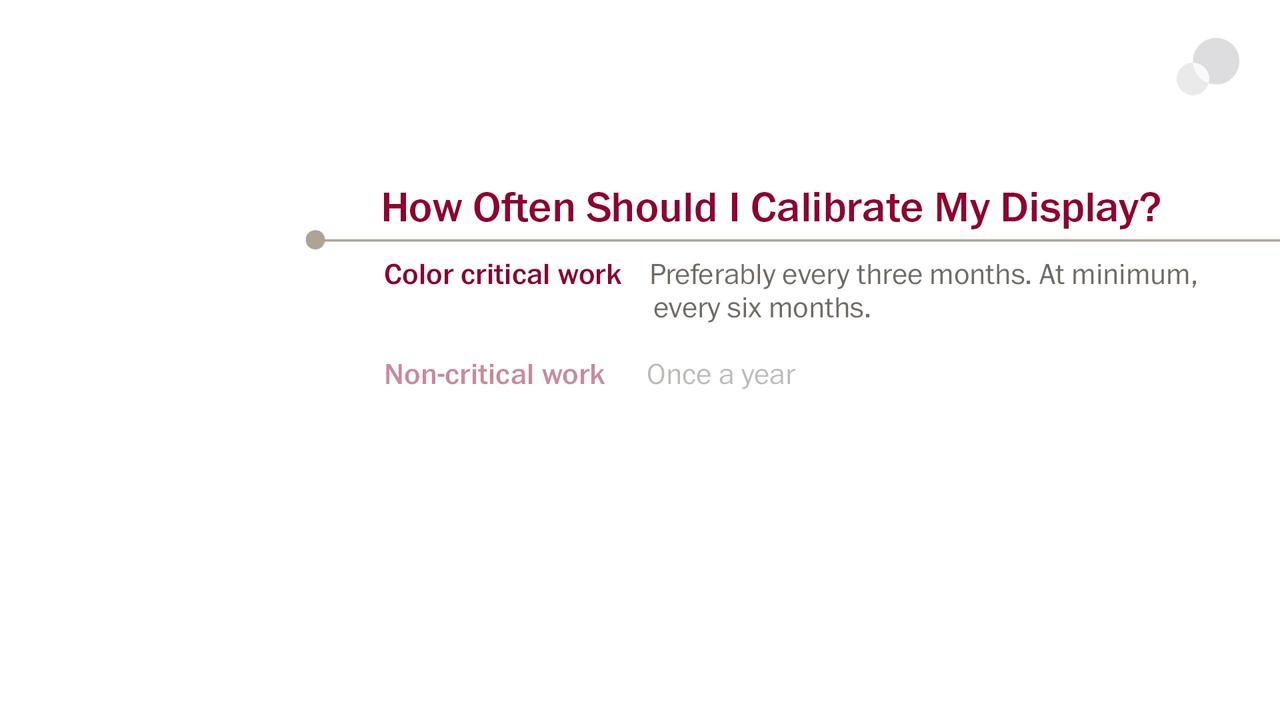 How Often Should I Calibrate My Display?
Color critical work Preferably every three months. At minimum,
every six months.
Non-critical work Once a year